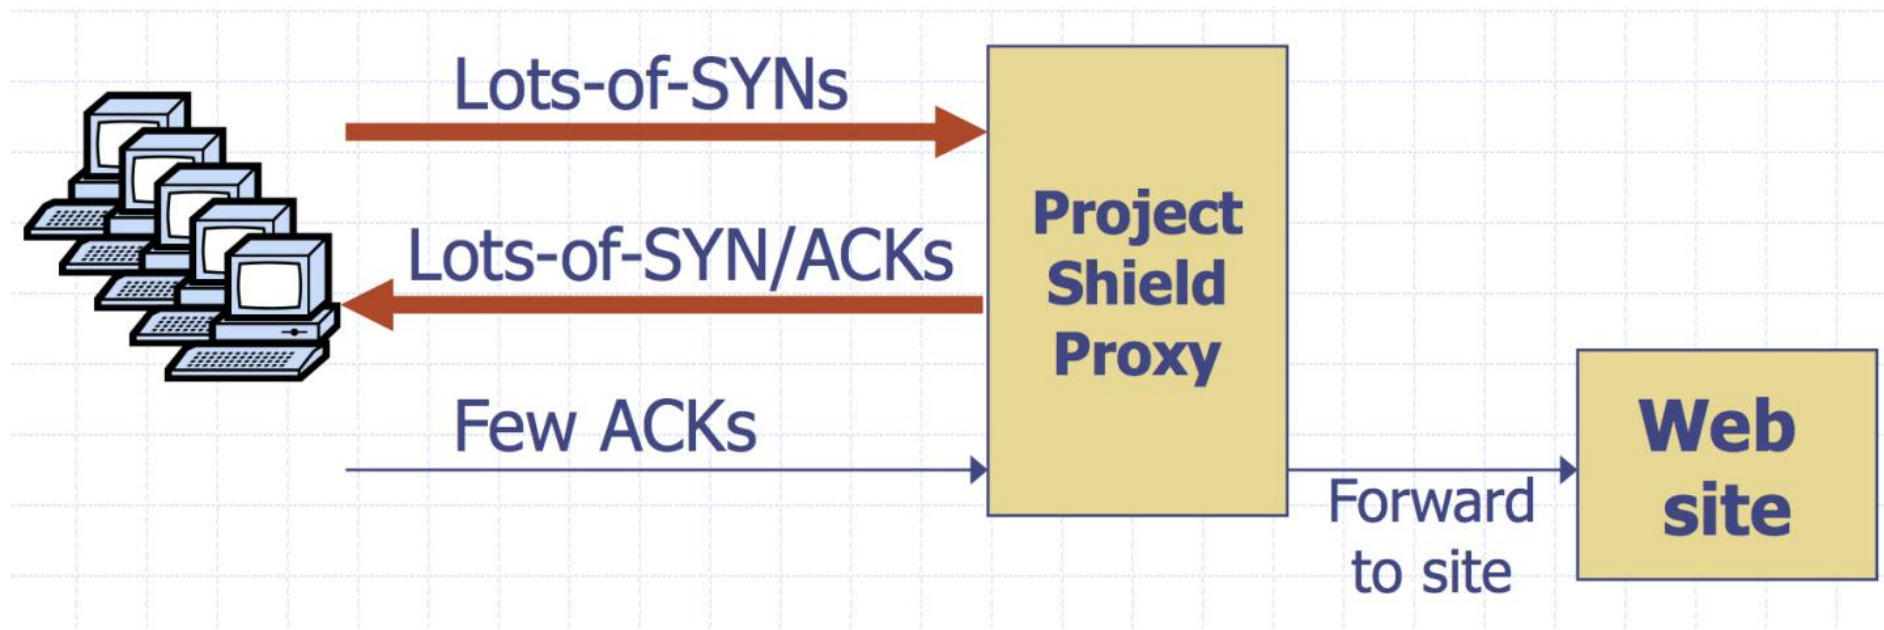 Lots-of-SYNs
Lots-of-SYN/ACKs
Few ACKs
Project
Shield
Proxy
Forward
to site
Web
site